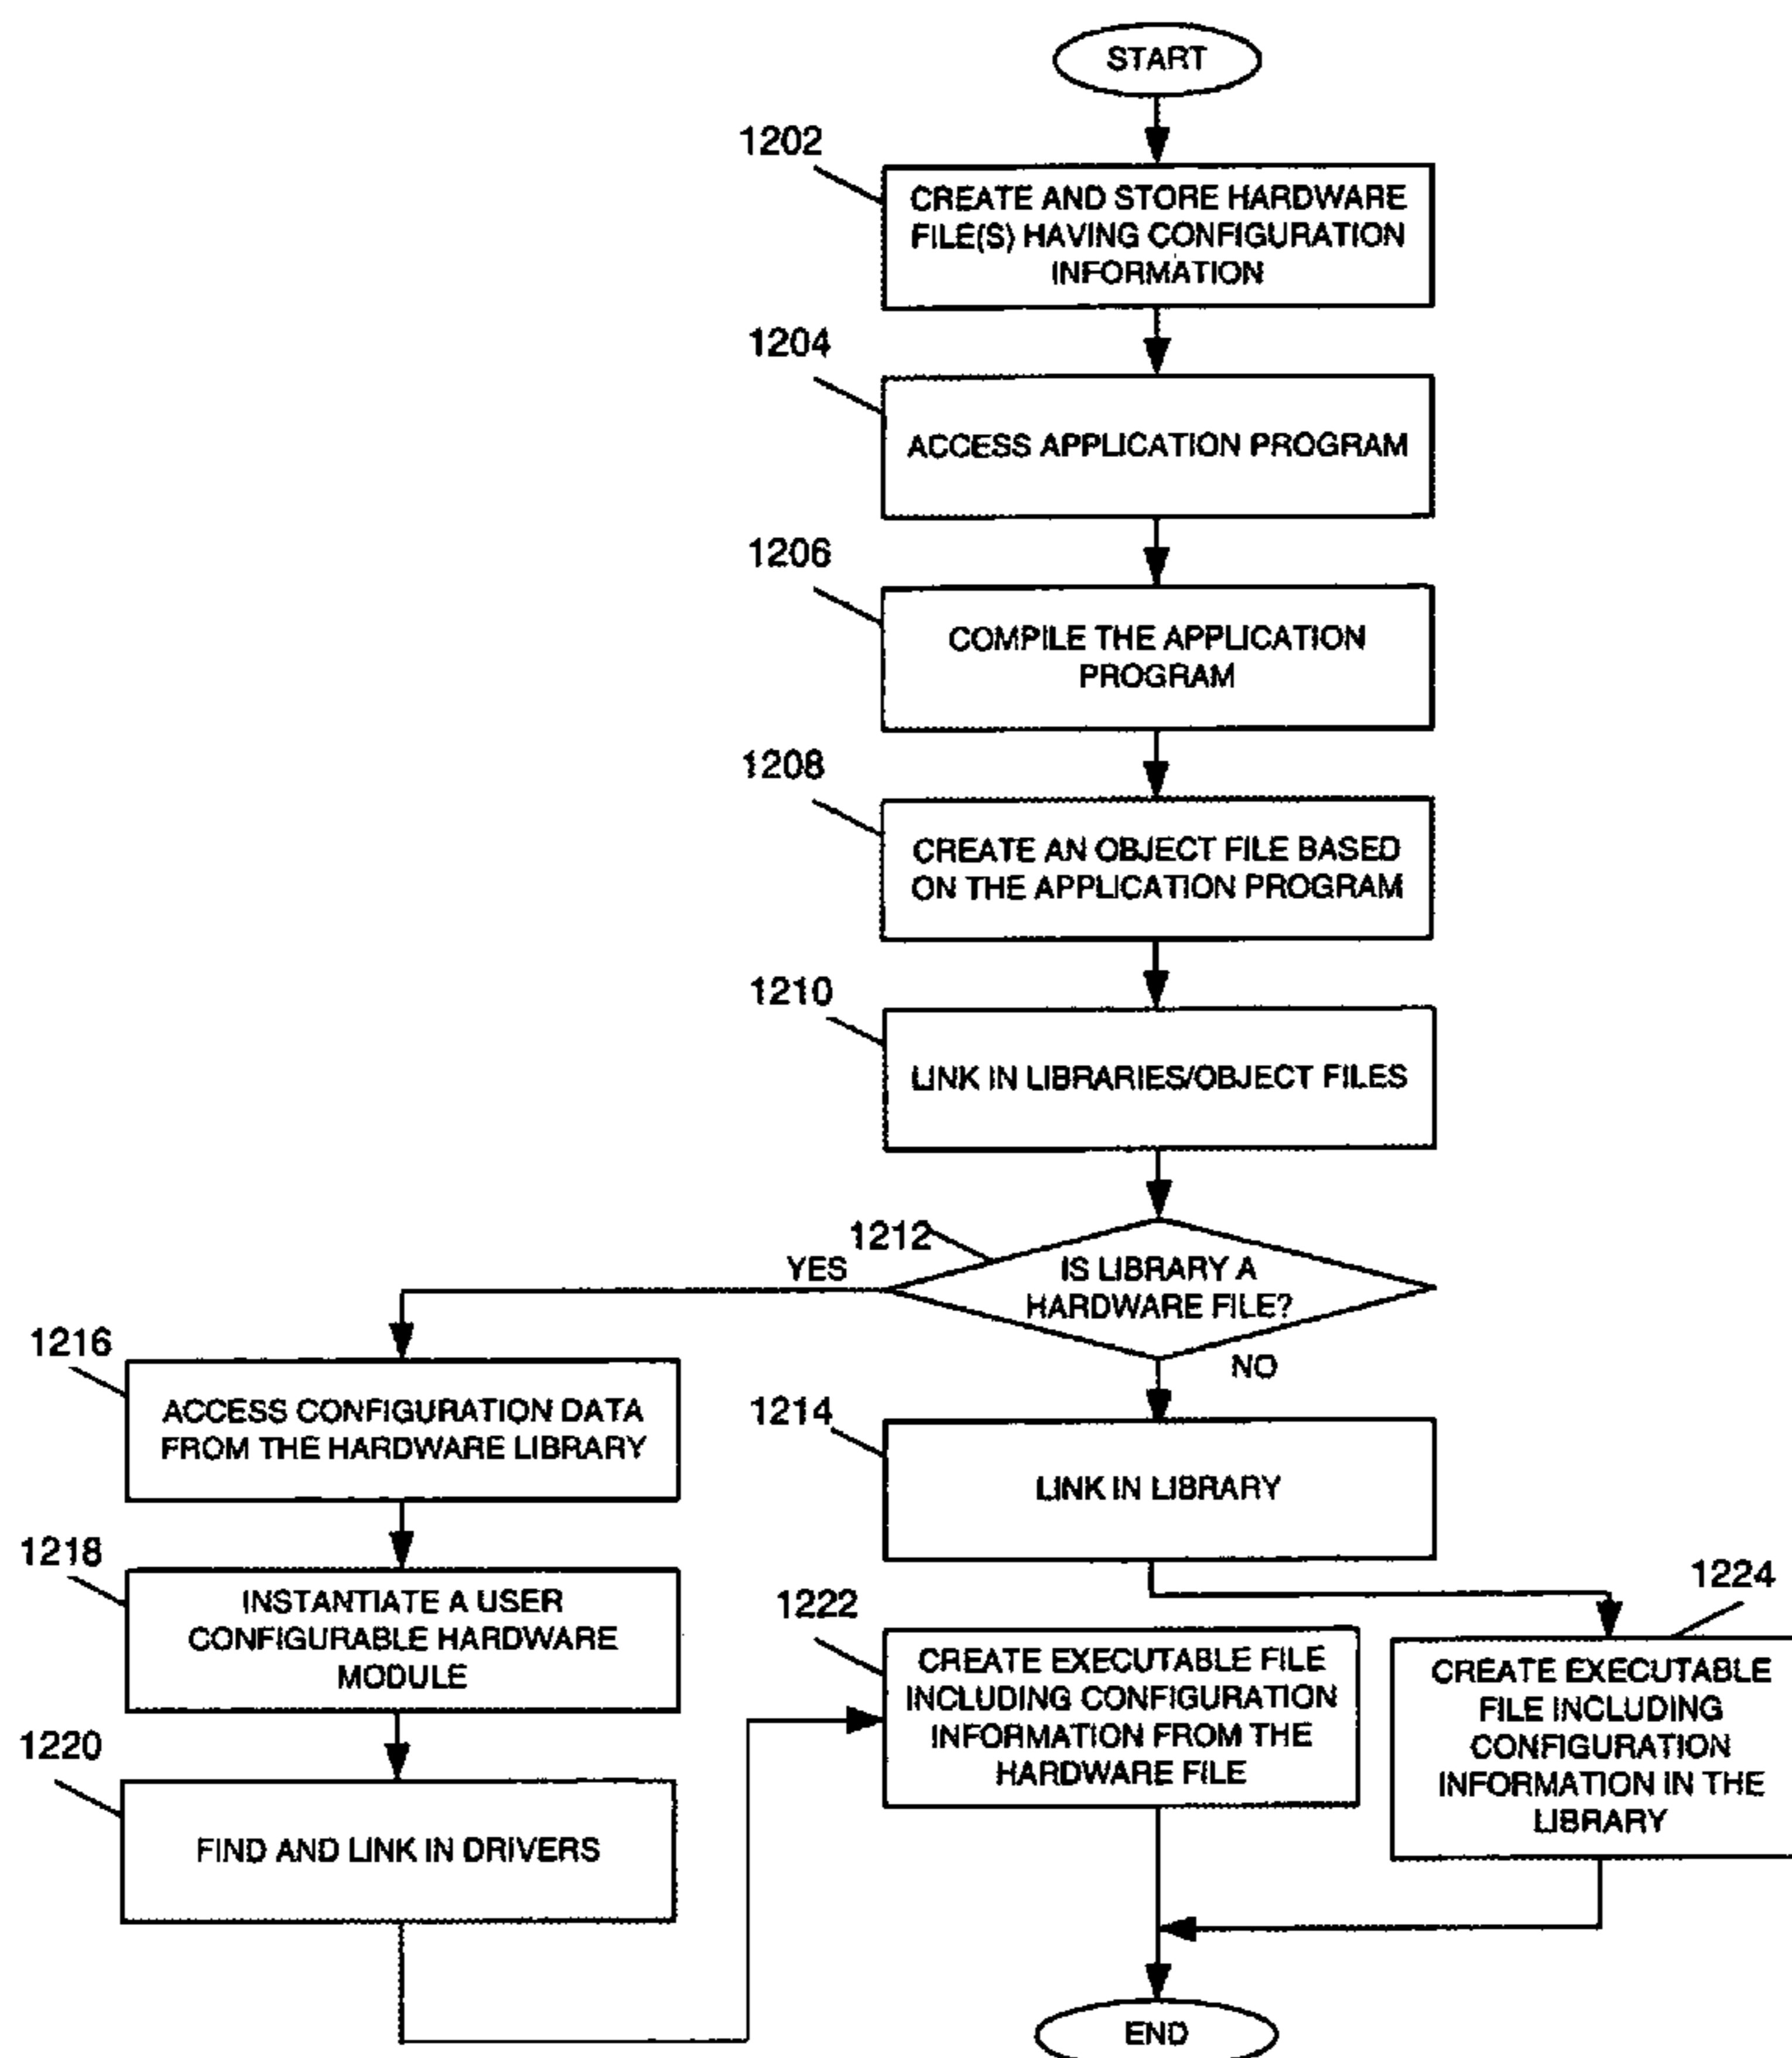 START
1202
CREATE AND STORE HARDWARE
FILE(S) HAVING CONFIGURATION
INFORMATION
1204
ACCESS APPLICATION PROGRAM
1206
COMPILE THE APPLICATION
PROGRAM
1208
CREATE AN OBJECT FILE BASED
ON THE APPLICATION PROGRAM
1210
LINK IN LIBRARIES/OBJECT FILES
1212
IS LIBRARY A
HARDWARE FILE?
YES
NO
1216
ACCESS CONFIGURATION DATA
FROM THE HARDWARE LIBRARY
1214
LINK IN LIBRARY
1218
INSTANTIATE A USER
CONFIGURABLE HARDWARE
MODULE
1220
FIND AND LINK IN DRIVERS
1222
CREATE EXECUTABLE FILE
INCLUDING CONFIGURATION
INFORMATION FROM THE
HARDWARE FILE
1224
CREATE EXECUTABLE
FILE INCLUDING
CONFIGURATION
INFORMATION IN THE
LIBRARY
END